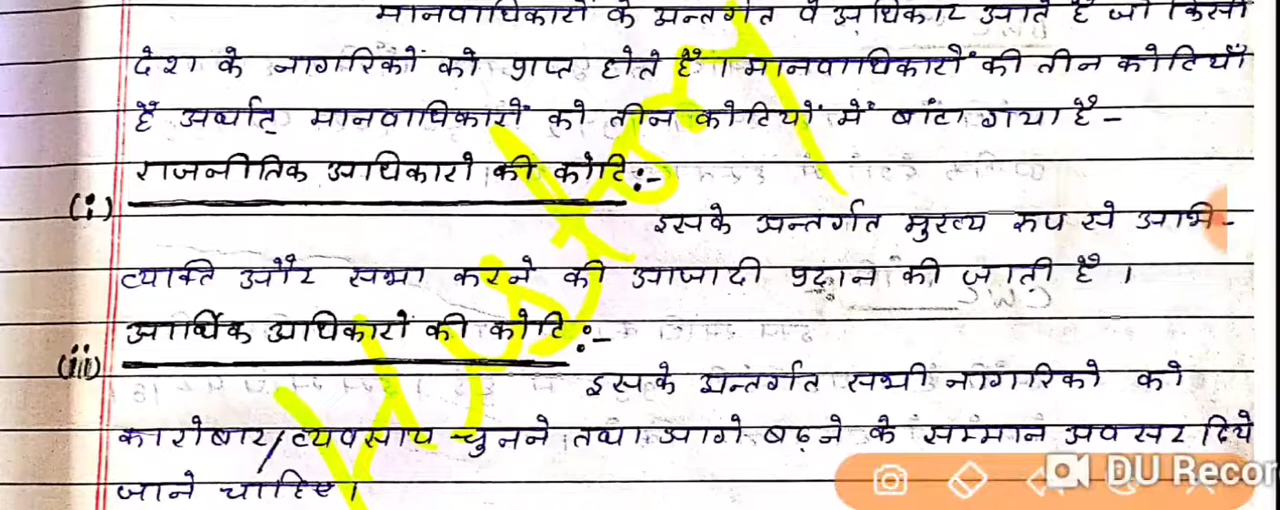 मानवाधिकारों के अन्तर्गत वे अधिकार आते हैं जो किसी
देश के नागरिकों को प्राप्त होते हैं। मानवाधिकारों की तीन कोटियाँ
हैं अर्थात् मानवाधिकारों को तीन कोटियों में बांटा गया है -
(i) राजनीतिक अधिकारों की कोटि:-
इसके अन्तर्गत मुख्य रूप से अभि-
व्यक्ति और सभा करने की आजादी प्रदान की जाती है ।
(iii) आर्थिक अधिकारों की कोटि:-
इसके अन्तर्गत सभी नागरिको को
कारोबार/व्यवसाय चुनने तथा आगे बढ़ने के सम्मान अवसर दिये
जाने चाहिए।
DU Recor